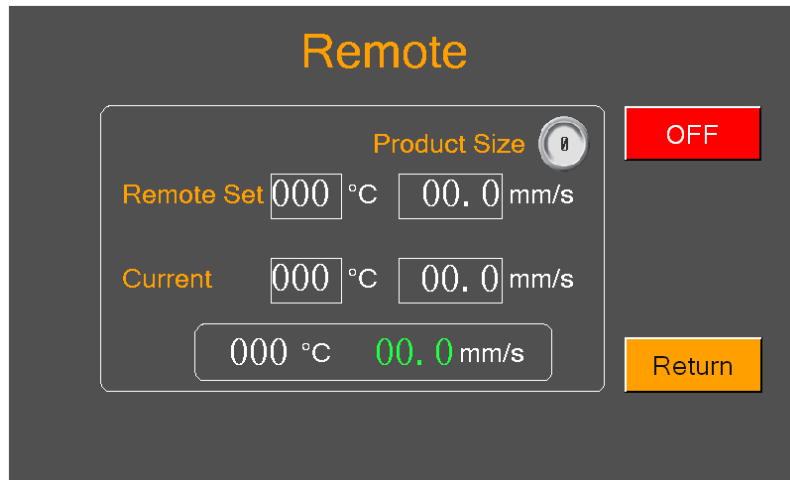 Remote
Product Size 0 OFF
Remote Set 000 °C 00.0 mm/s
Current 000 °C 00.0 mm/s
000 °C 00.0 mm/s
Return